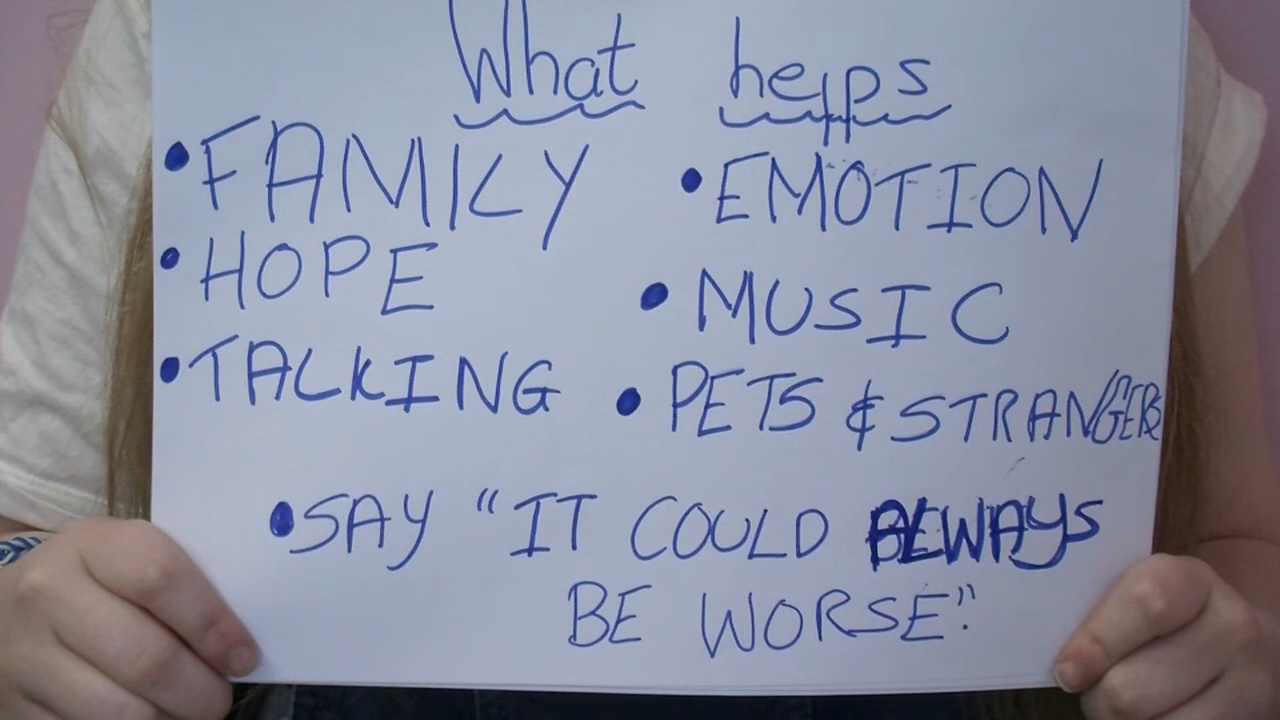 What helps
• FAMILY
• HOPE
• TALKING
• EMOTION
• MUSIC
• PETS & STRANGERS
• SAY "IT COULD ALWAYS
BE WORSE".